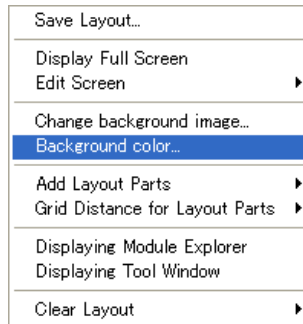 Save Layout...
Display Full Screen
Edit Screen
Change background image...
Background color...
Add Layout Parts
Grid Distance for Layout Parts
Displaying Module Explorer
Displaying Tool Window
Clear Layout